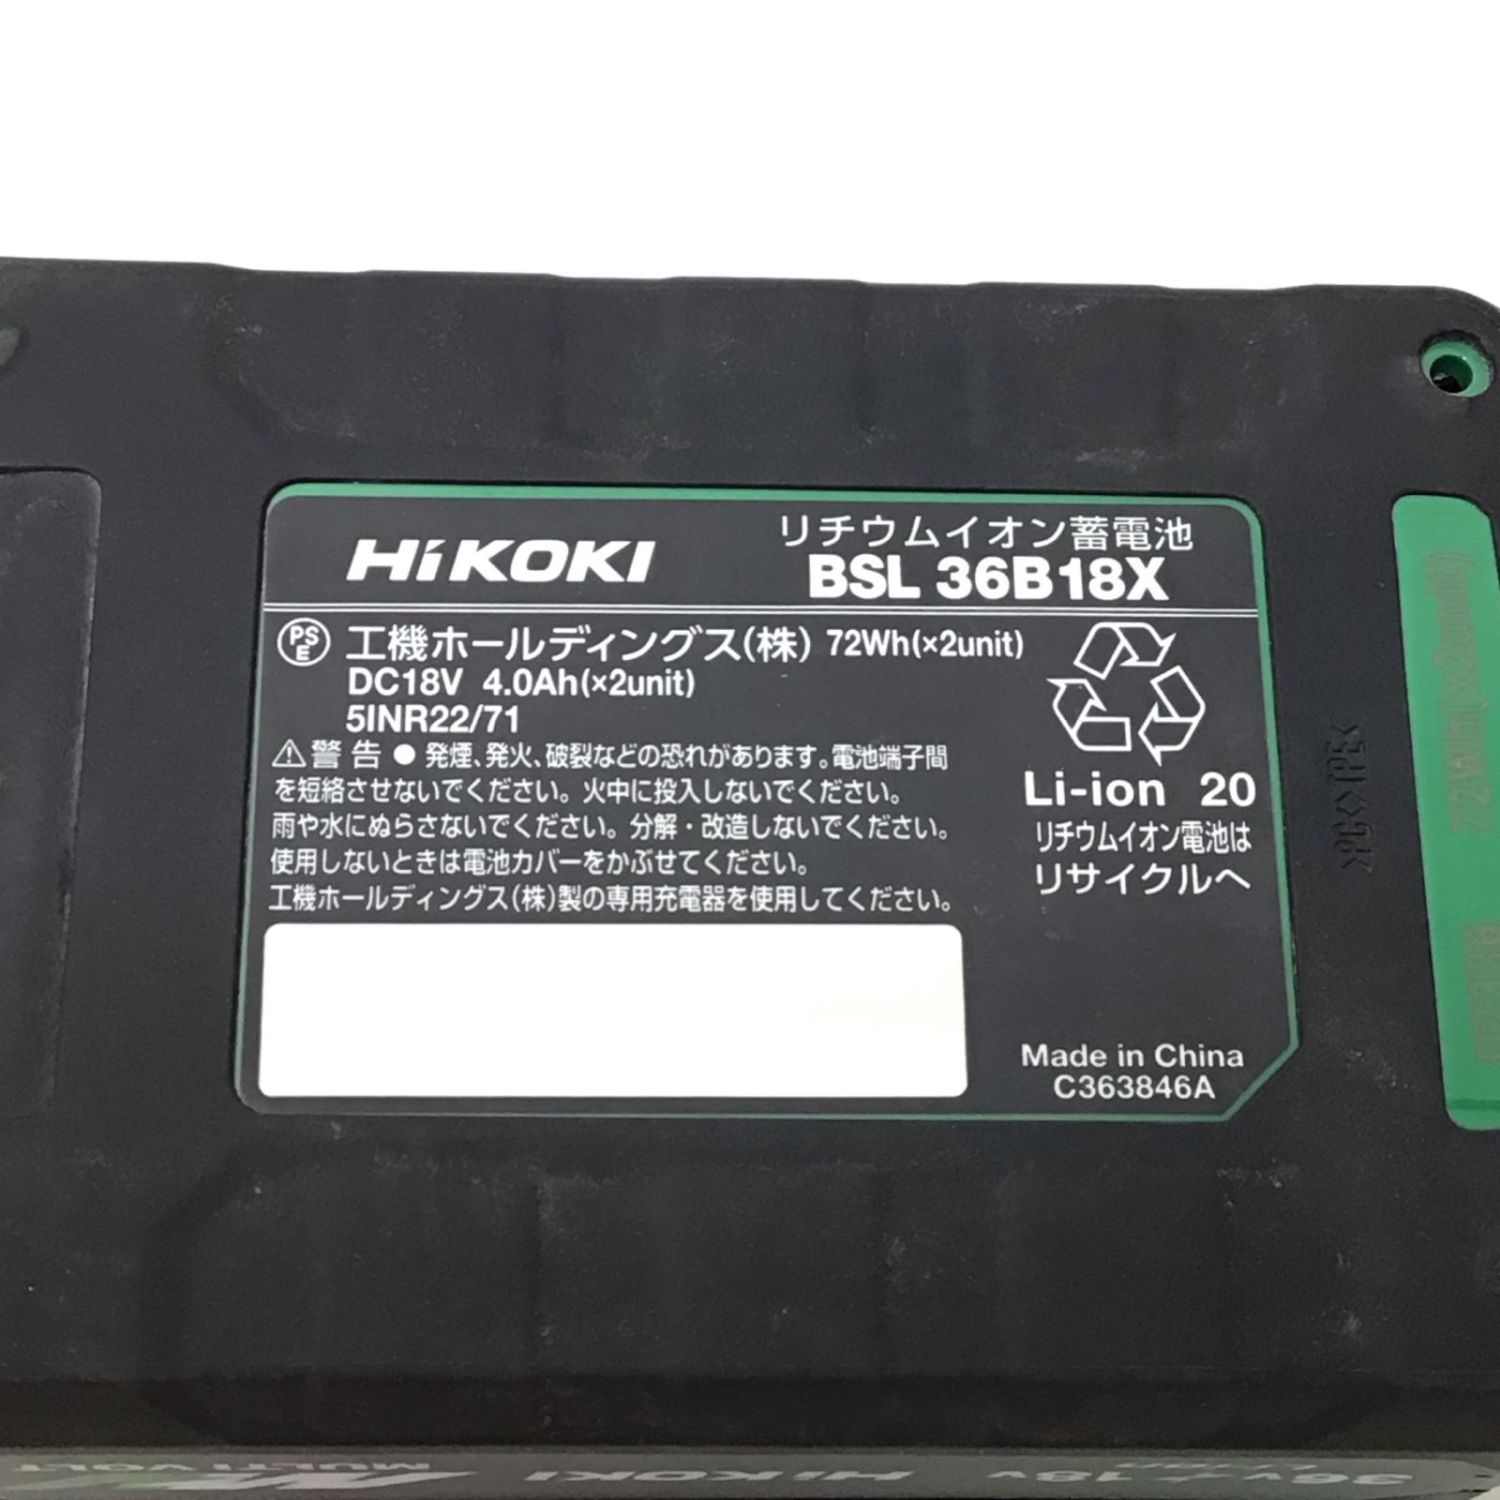 HiKOKI
リチウムイオン蓄電池
BSL 36B18X
PSE 工機ホールディングス(株) 72Wh(×2unit)
DC18V 4.0Ah(×2unit)
5INR22/71
⚠警告 ● 発煙、発火、破裂などの恐れがあります。電池端子間
を短絡させないでください。火中に投入しないでください。
雨や水にぬらさないでください。分解・改造しないでください。
使用しないときは電池カバーをかぶせてください。
工機ホールディングス(株)製の専用充電器を使用してください。
Li-ion 20
リチウムイオン電池は
リサイクルへ
Made in China
C363846A
72Wh(×2unit)
MULTI VOLT
HiKOKI
36V 18V